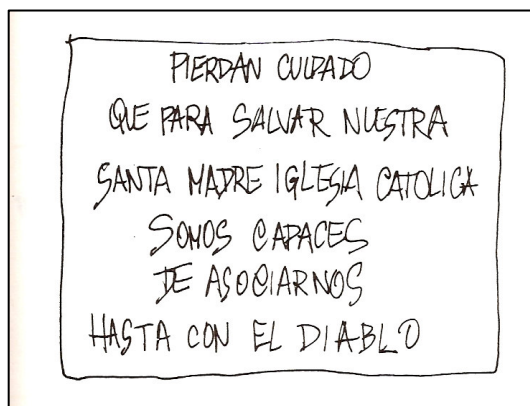 PIERDAN CUIDADO
QUE PARA SALVAR NUESTRA
SANTA MADRE IGLESIA CATOLICA
SOMOS CAPACES
DE ASOCIARNOS
HASTA CON EL DIABLO